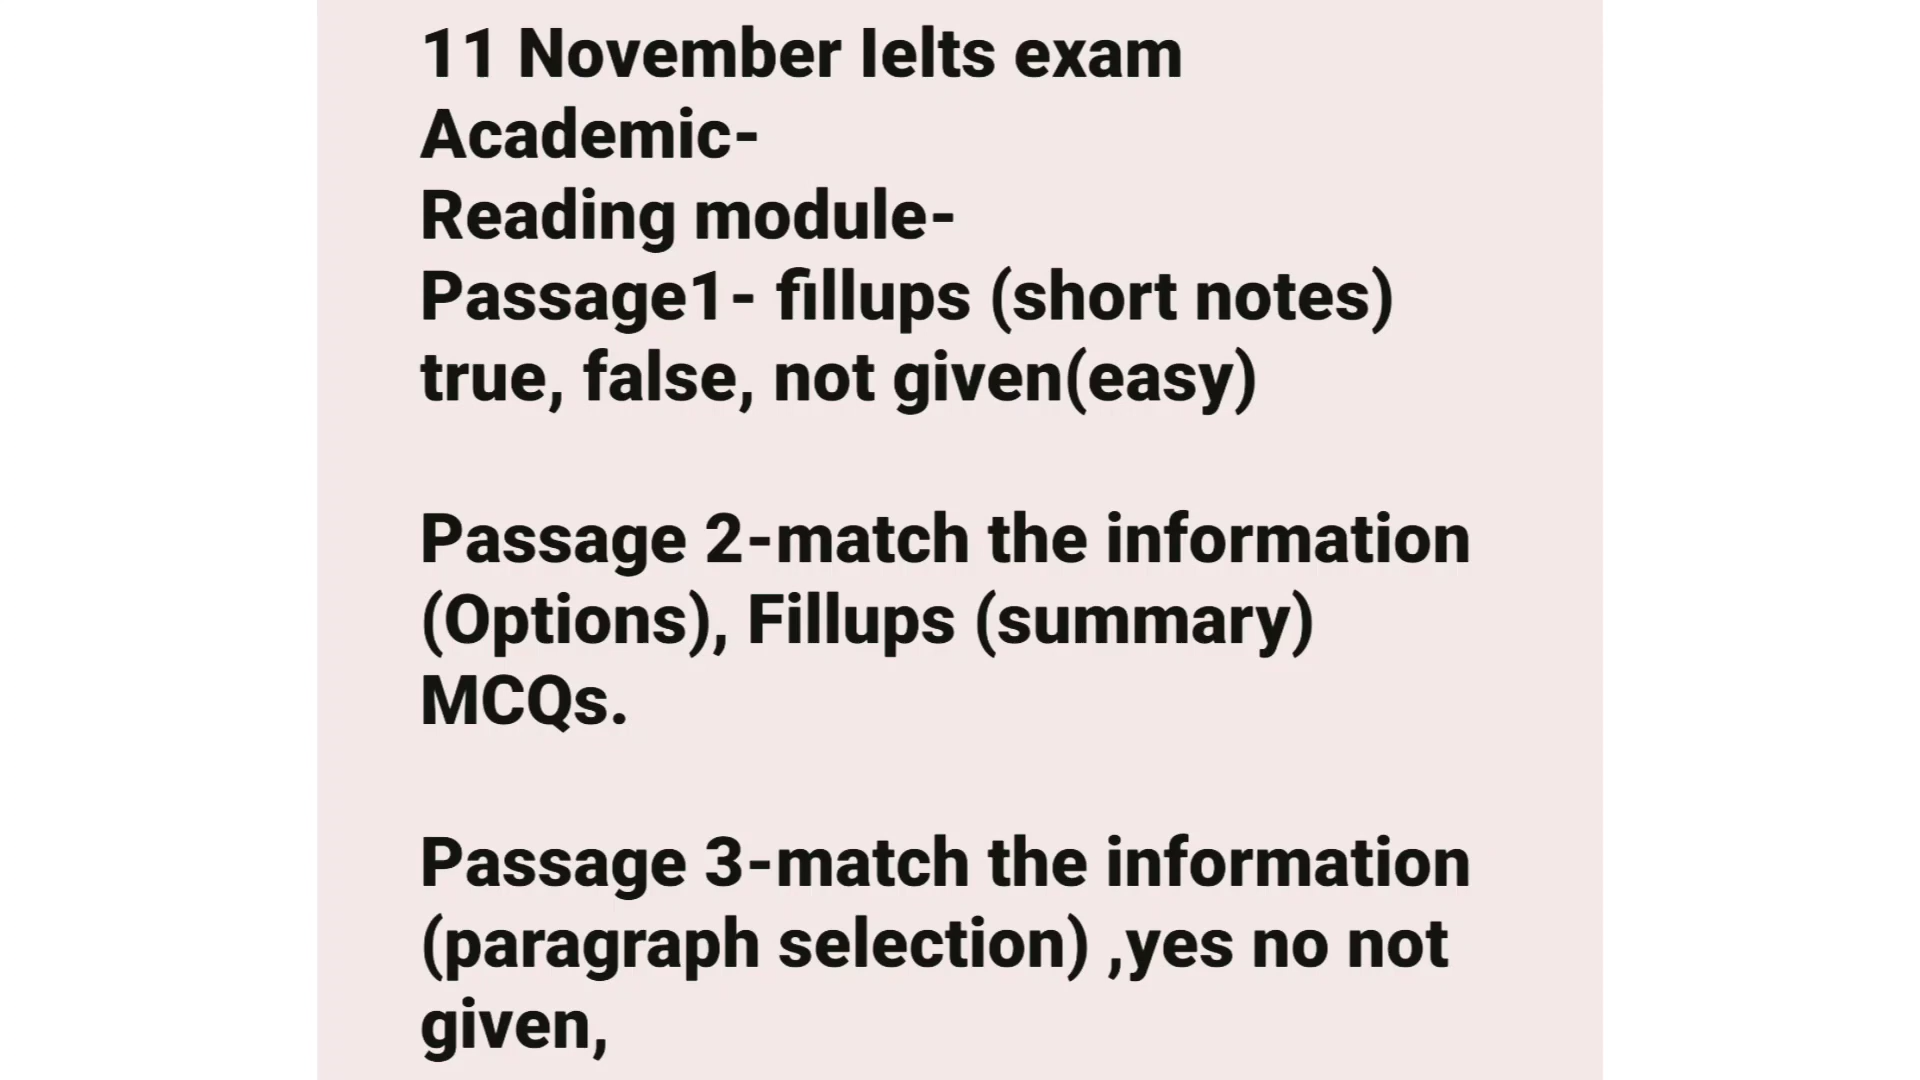 11 November Ielts exam
Academic-
Reading module-
Passage1- fillups (short notes)
true, false, not given(easy)
Passage 2-match the information
(Options), Fillups (summary)
MCQs.
Passage 3-match the information
(paragraph selection) ,yes no not
given,